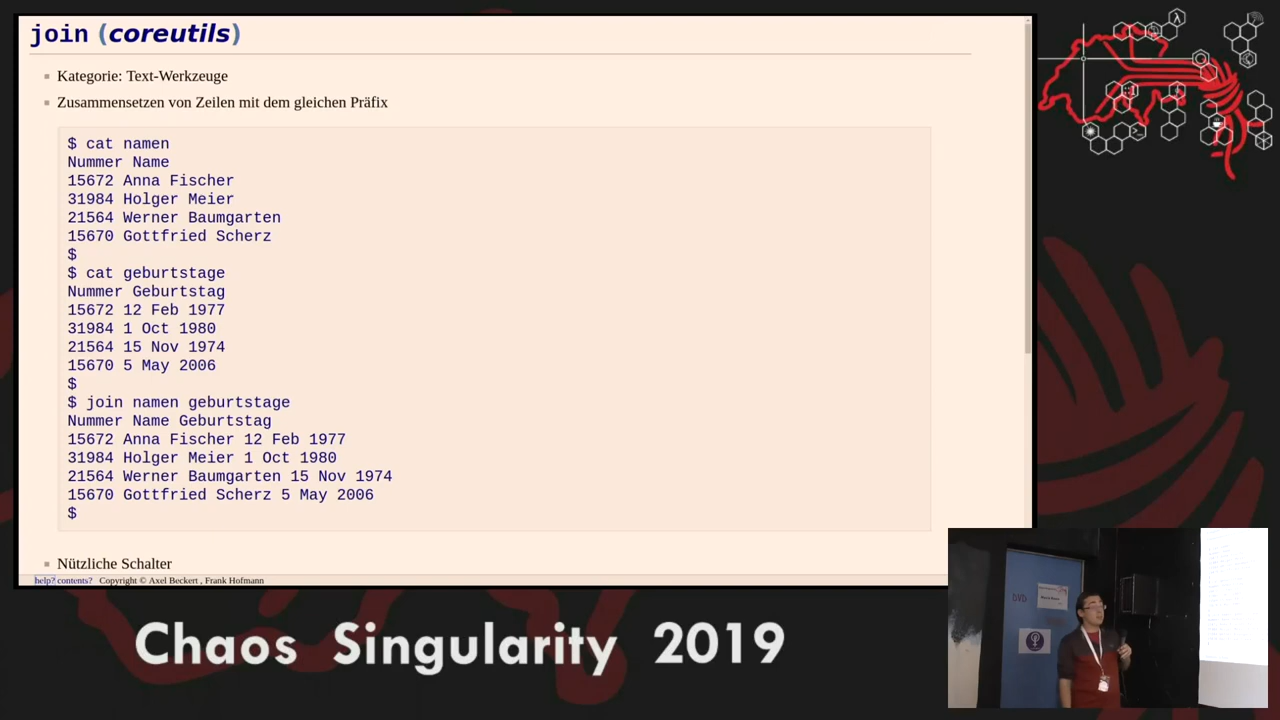 join (coreutils)
Kategorie: Text-Werkzeuge
Zusammensetzen von Zeilen mit dem gleichen Präfix
$ cat namen
Nummer Name
15672 Anna Fischer
31984 Holger Meier
21564 Werner Baumgarten
15670 Gottfried Scherz
$
$ cat geburtstage
Nummer Geburtstag
15672 12 Feb 1977
31984 1 Oct 1980
21564 15 Nov 1974
15670 5 May 2006
$
$ join namen geburtstage
Nummer Name Geburtstag
15672 Anna Fischer 12 Feb 1977
31984 Holger Meier 1 Oct 1980
21564 Werner Baumgarten 15 Nov 1974
15670 Gottfried Scherz 5 May 2006
$
Nützliche Schalter
help? contents? Copyright © Axel Beckert , Frank Hofmann
Chaos Singularity 2019